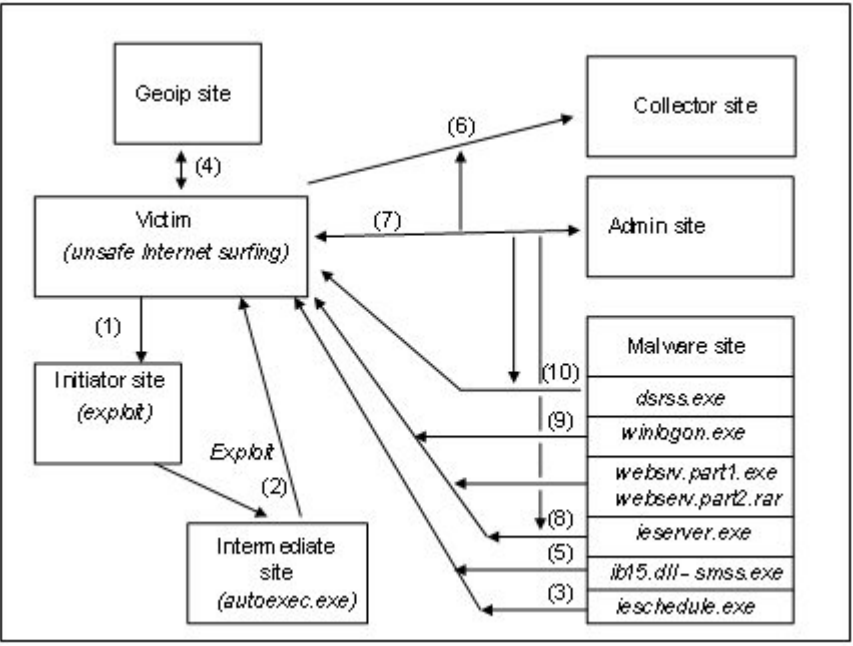 Geoip site
Collector site
(6)
(4)
Victim
(unsafe Internet surfing)
(7)
Admin site
(1)
Malware site
Initiator site
(exploit)
(10)
dsrss.exe
(9)
winlogon.exe
Exploit
(2)
websrv.part1.exe
webserv.part2.rar
(8)
ieserver.exe
Intermediate
site
(autoexec.exe)
(5)
ib15.dll - smss.exe
(3)
ieschedule.exe